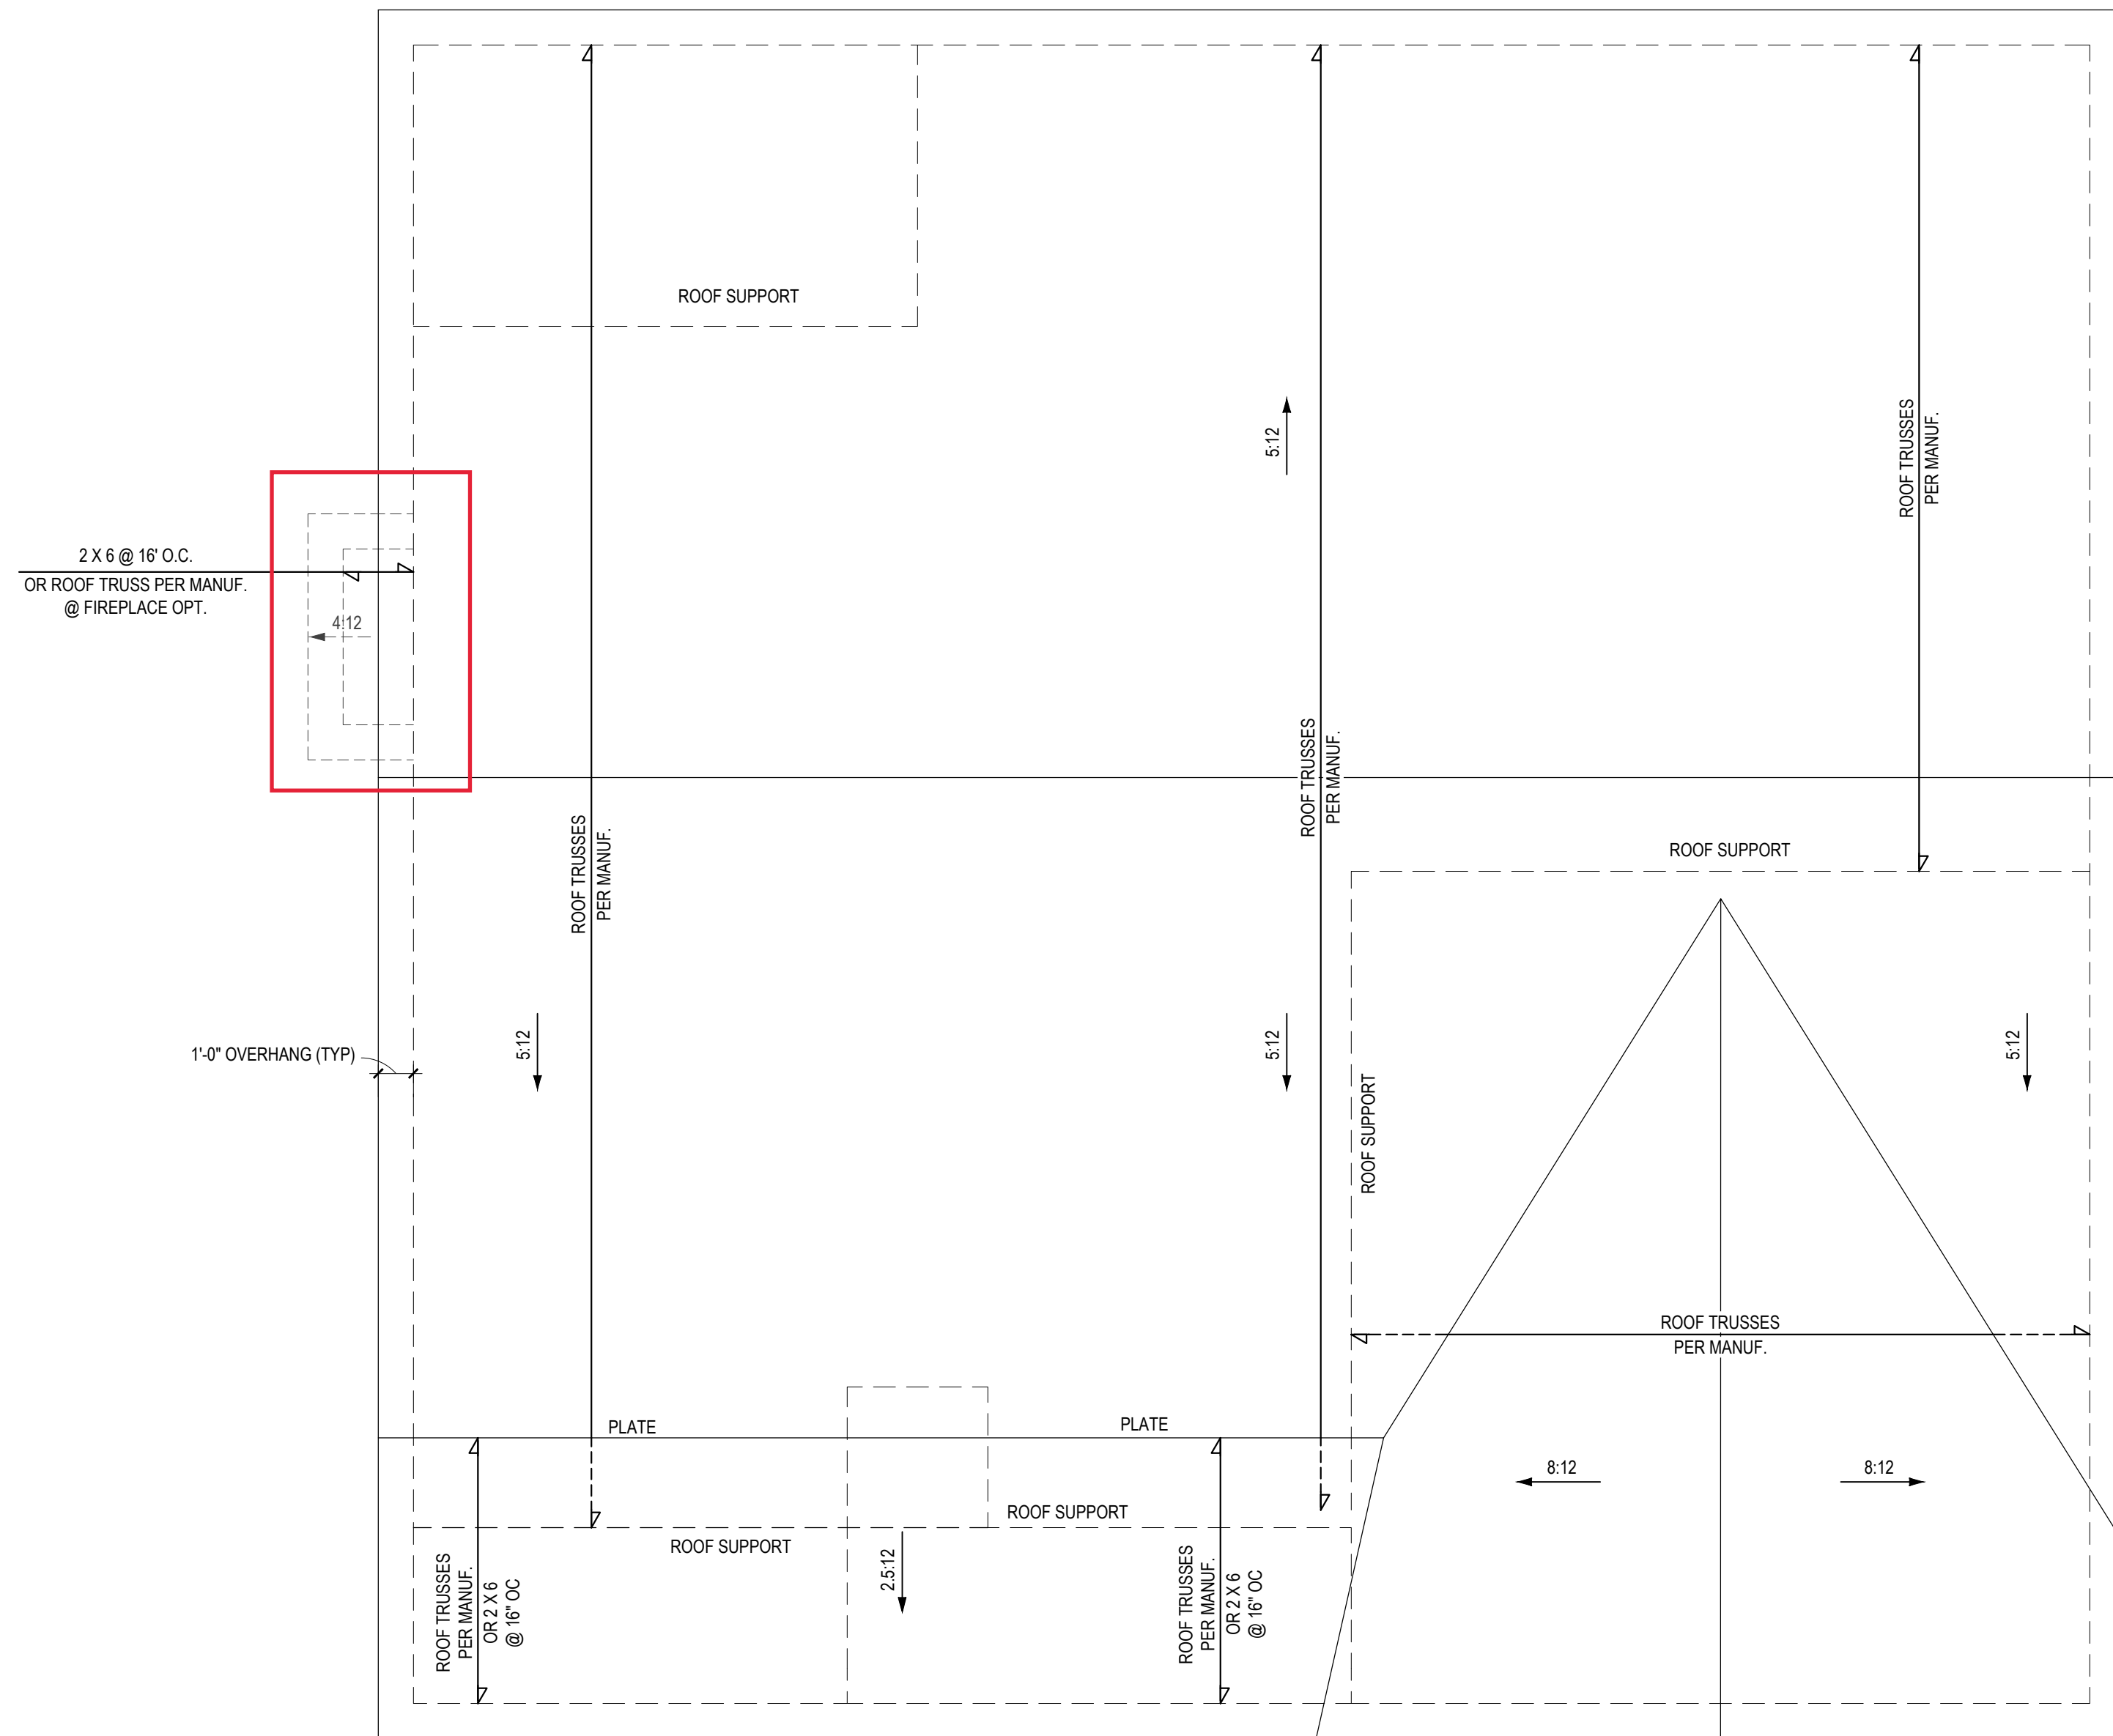 ROOF SUPPORT
5:12
ROOF TRUSSES
PER MANUF.
2 X 6 @ 16' O.C.
OR ROOF TRUSS PER MANUF.
@ FIREPLACE OPT.
4:12
ROOF TRUSSES
PER MANUF.
ROOF TRUSSES
PER MANUF.
ROOF SUPPORT
1'-0" OVERHANG (TYP)
5:12
5:12
5:12
ROOF SUPPORT
ROOF TRUSSES
PER MANUF.
PLATE
PLATE
8:12
8:12
ROOF SUPPORT
ROOF SUPPORT
ROOF TRUSSES
PER MANUF.
OR 2 X 6
@ 16" OC
2.5:12
ROOF TRUSSES
PER MANUF.
OR 2 X 6
@ 16" OC